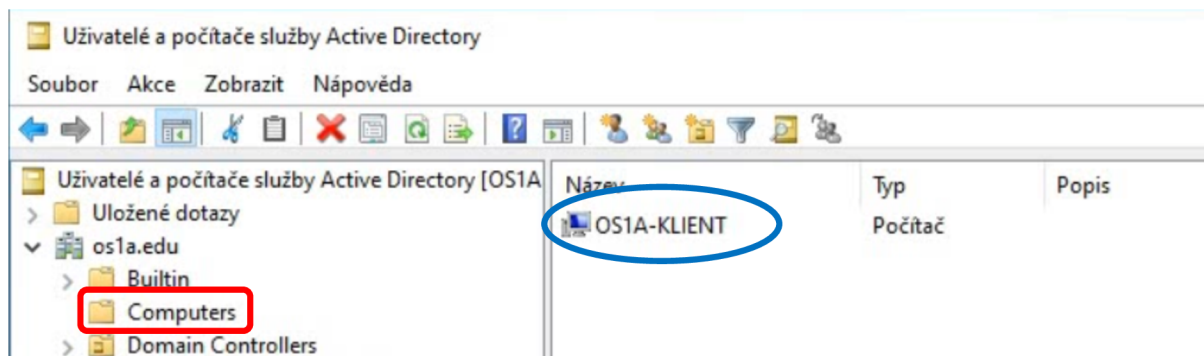 Uživatelé a počítače služby Active Directory
Soubor Akce Zobrazit Nápověda
Uživatelé a počítače služby Active Directory [OS1A
Uložené dotazy
os1a.edu
Builtin
Computers
Domain Controllers
Název Typ Popis
OS1A-KLIENT Počítač